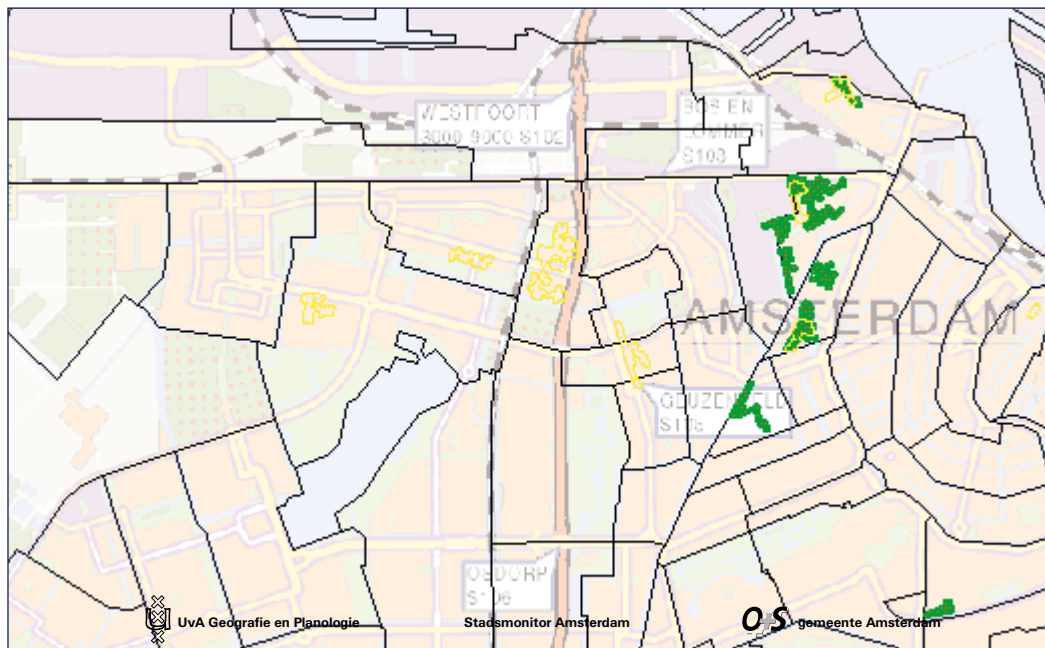 WESTPOORT
3000-9000 S102
BOS EN
LOMMER
S103
AMSTERDAM
GEUZENVELD
S105
OSDORP
S106
UvA Geografie en Planologie
Stadsmonitor Amsterdam
O+S gemeente Amsterdam